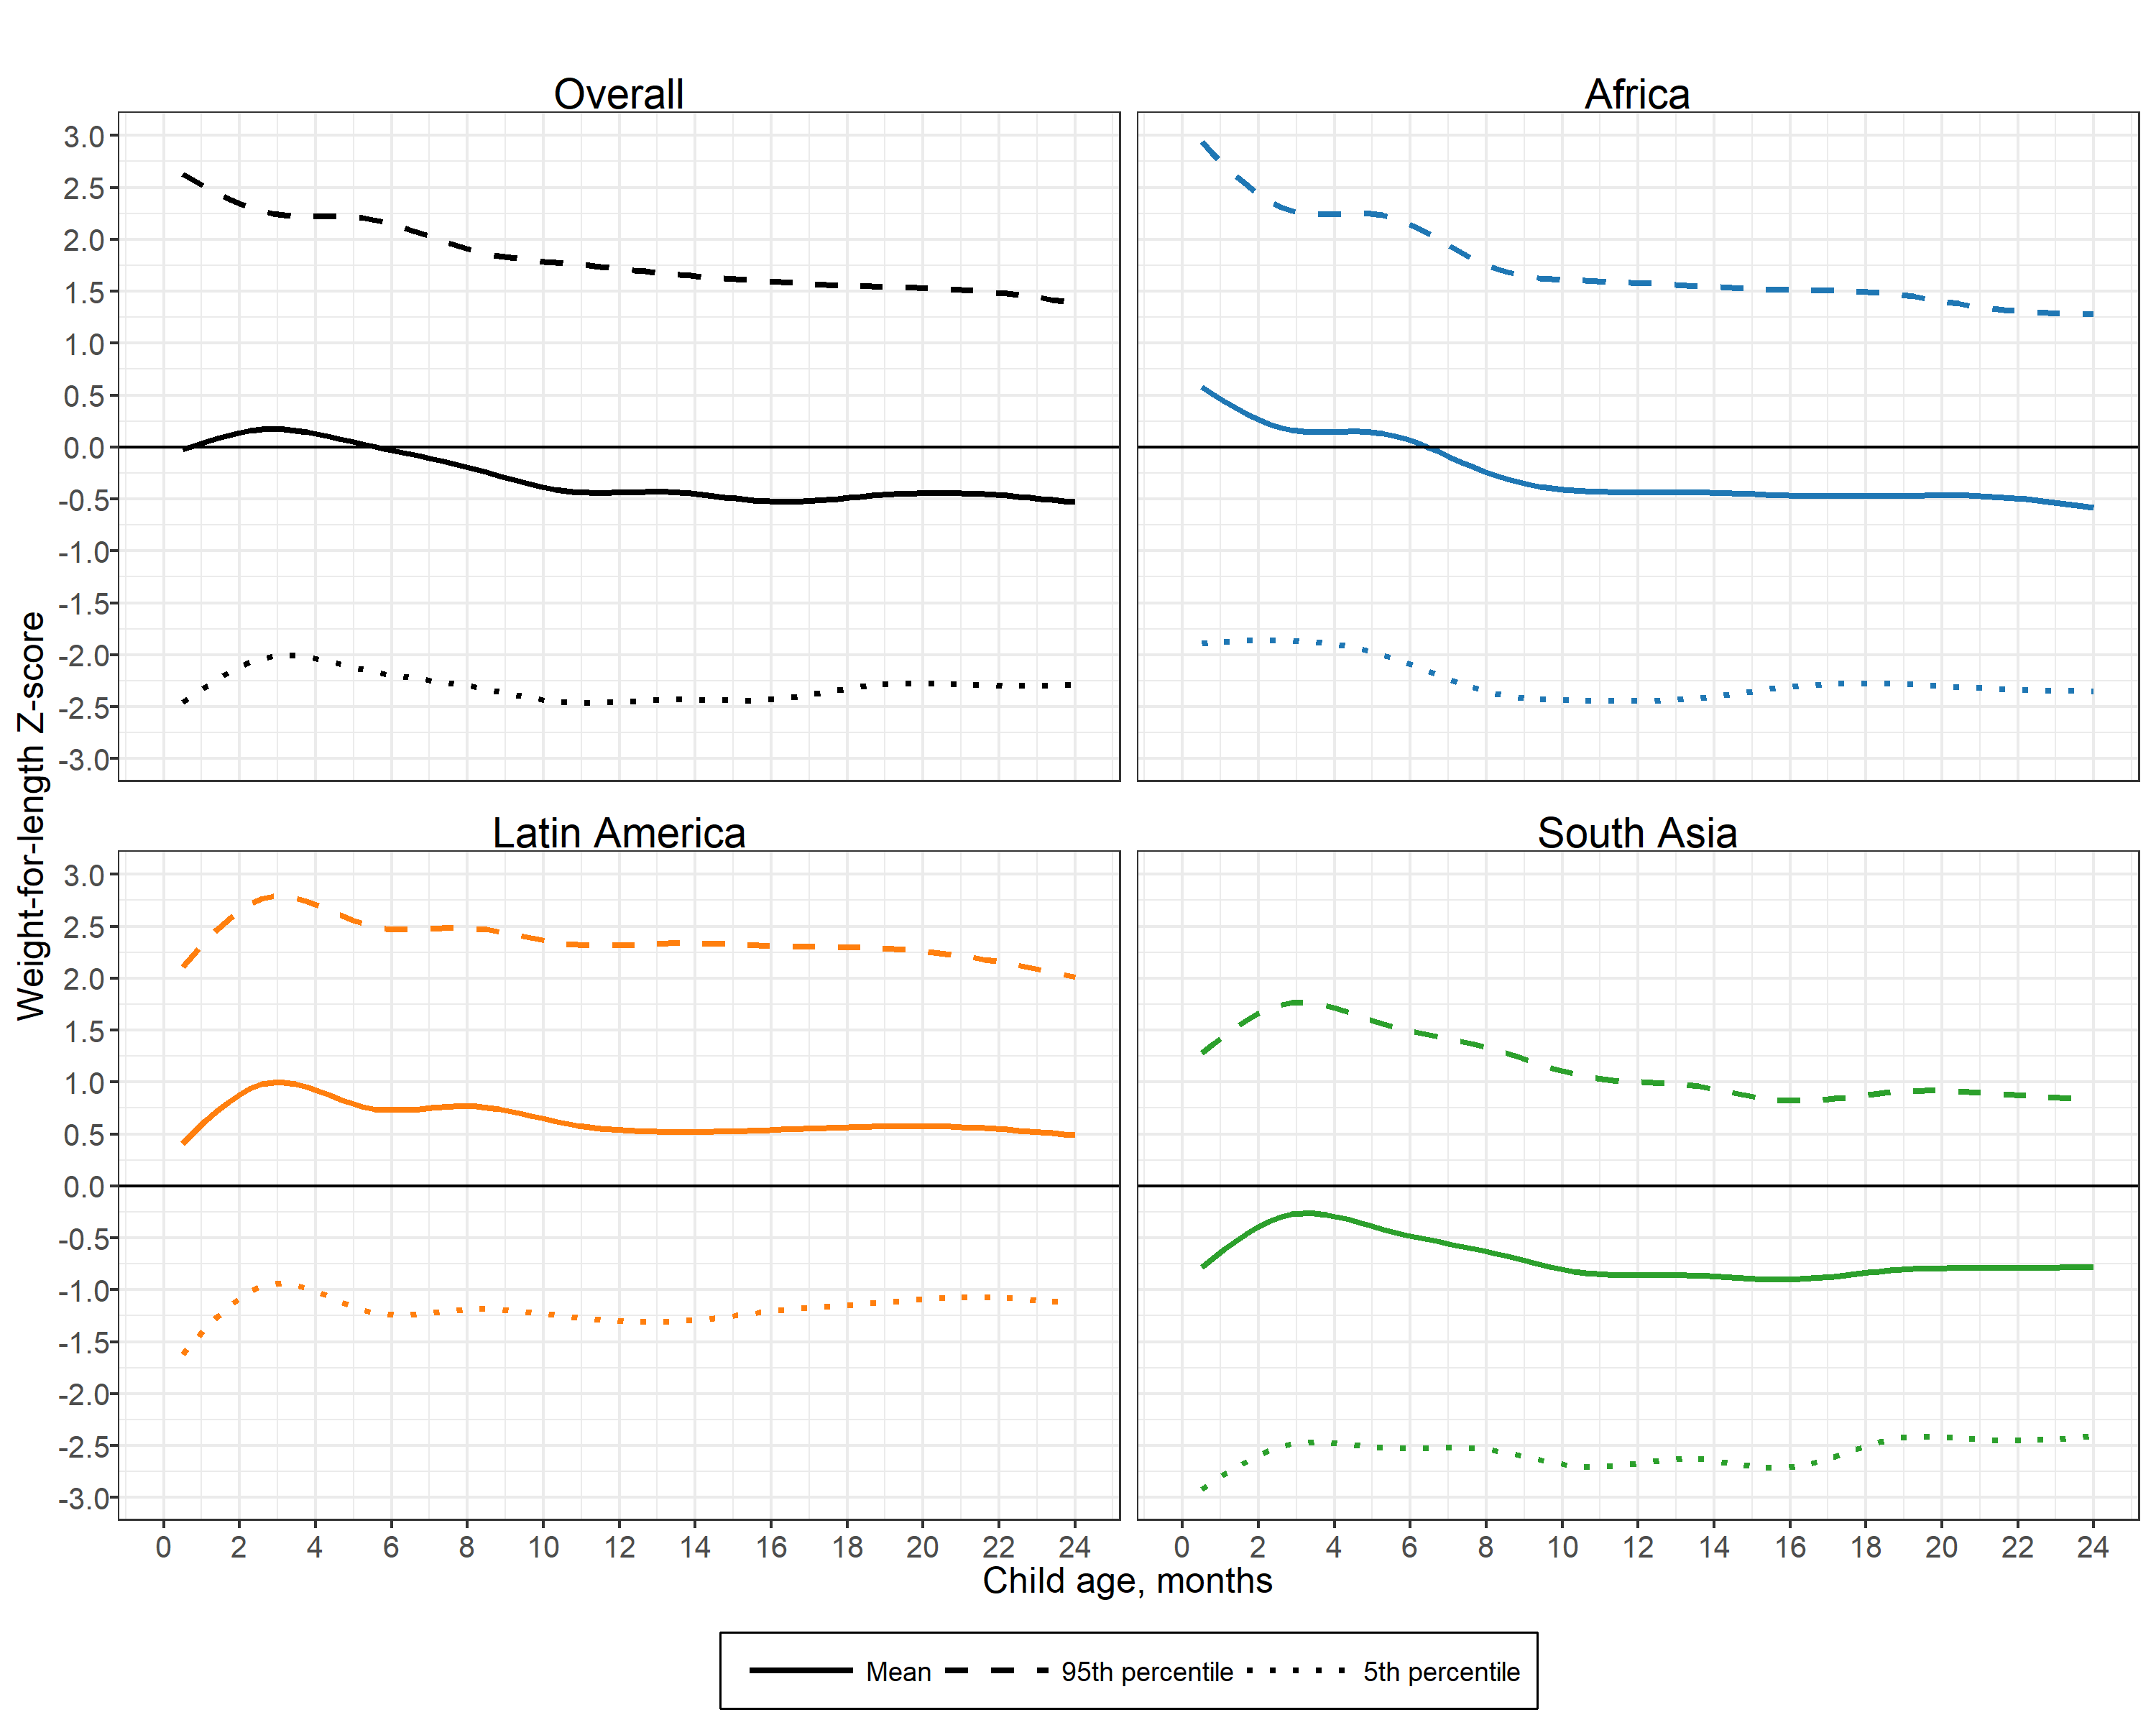 Overall
Africa
3.0
2.5
2.0
1.5
1.0
0.5
0.0
-0.5
-1.0
-1.5
-2.0
-2.5
-3.0
Weight-for-length Z-score
Latin America
South Asia
3.0
2.5
2.0
1.5
1.0
0.5
0.0
-0.5
-1.0
-1.5
-2.0
-2.5
-3.0
0 2 4 6 8 10 12 14 16 18 20 22 24
0 2 4 6 8 10 12 14 16 18 20 22 24
Child age, months
Mean 95th percentile 5th percentile